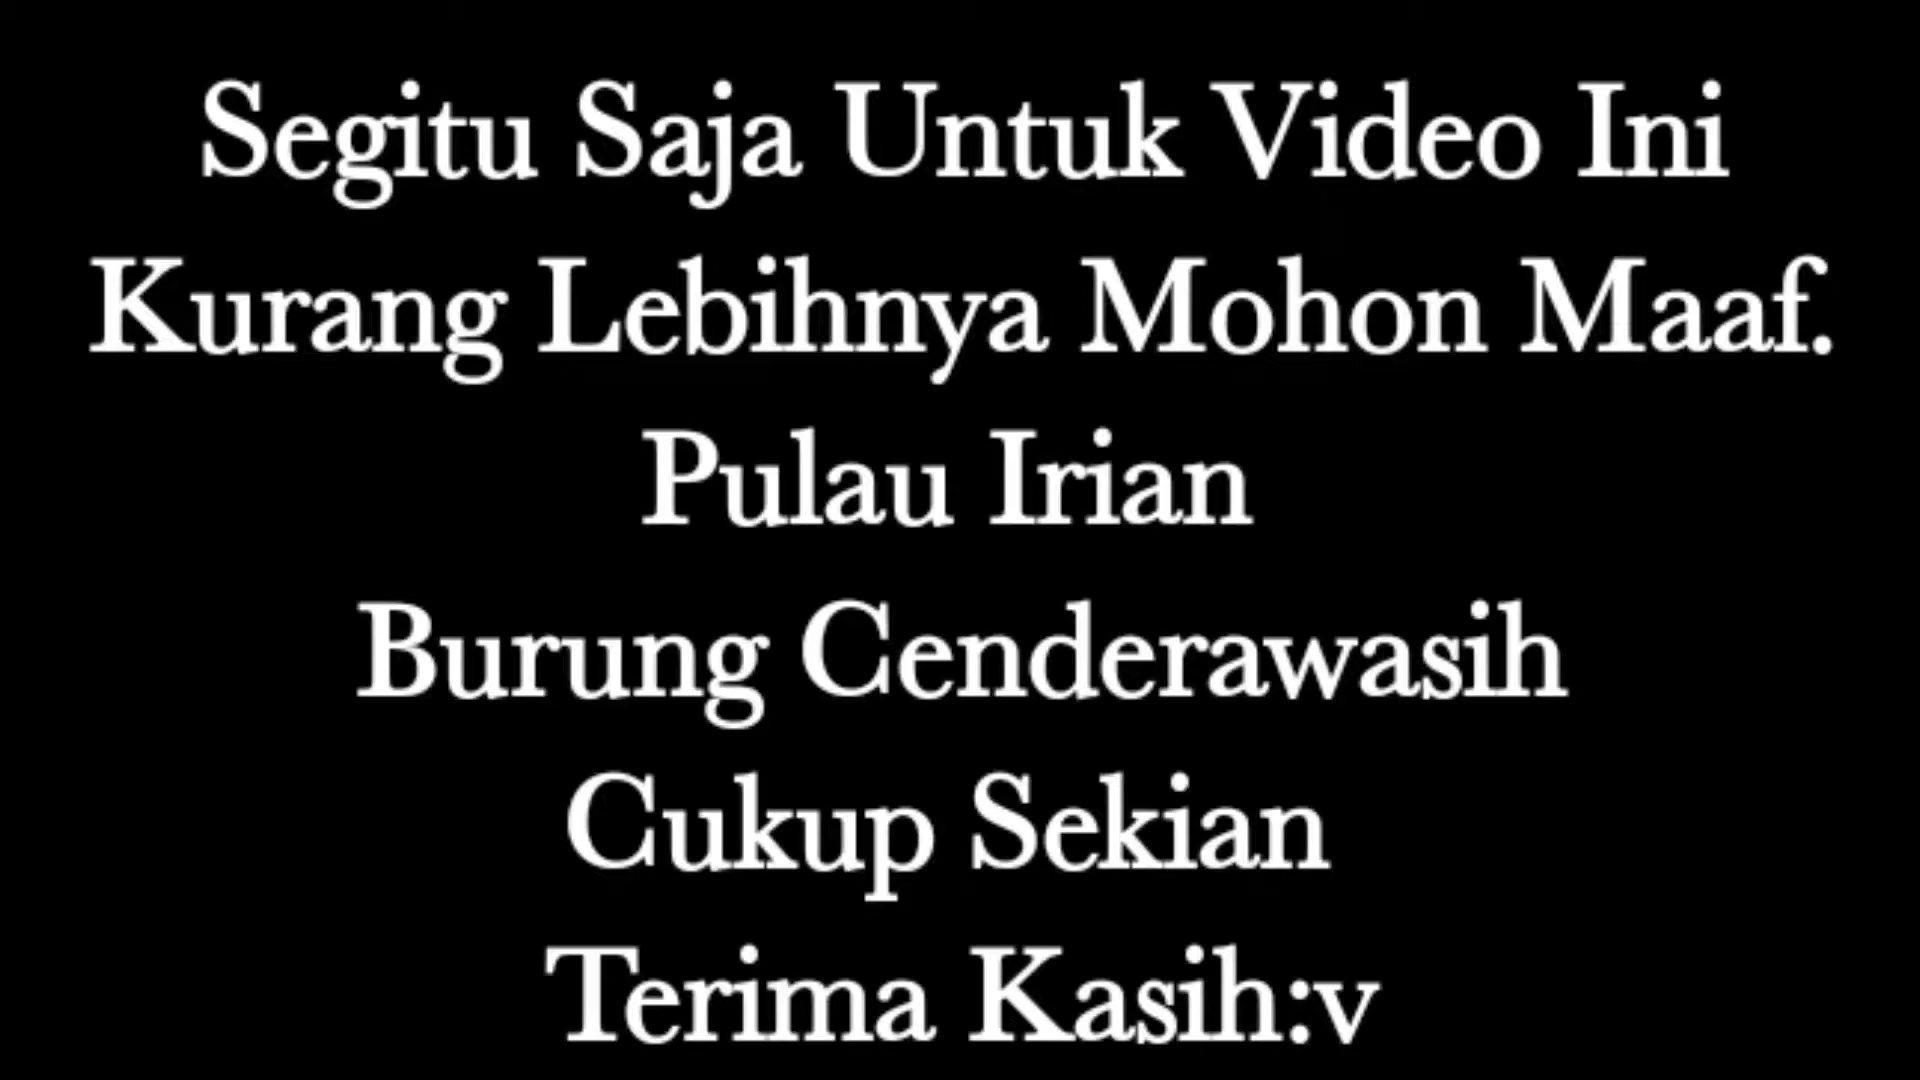 Segitu Saja Untuk Video Ini
Kurang Lebihnya Mohon Maaf.
Pulau Irian
Burung Cenderawasih
Cukup Sekian
Terima Kasih:v